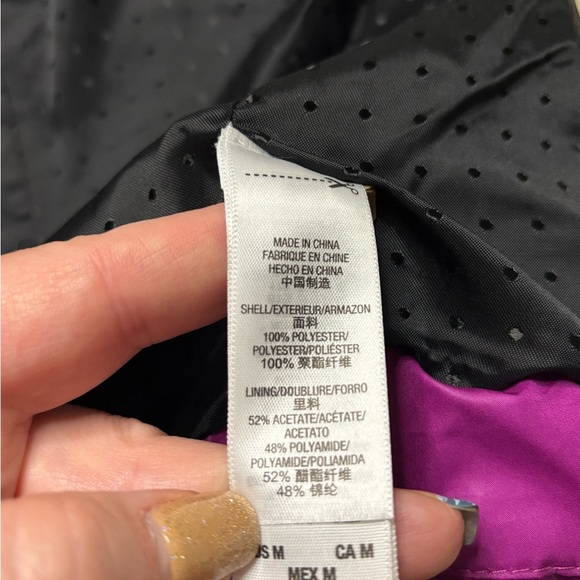 MADE IN CHINA
FABRIQUE EN CHINE
HECHO EN CHINA
中国制造
SHELL/EXTERIEUR/ARMAZON
面料
100% POLYESTER/
POLYESTER/POLIÉSTER
100% 聚酯纤维
LINING/DOUBLURE/FORRO
里料
52% ACETATE/ACÉTATE/
ACETATO
48% POLYAMIDE/
POLYAMIDE/POLIAMIDA
52% 醋酯纤维
48% 锦纶
US M CA M
MEX M